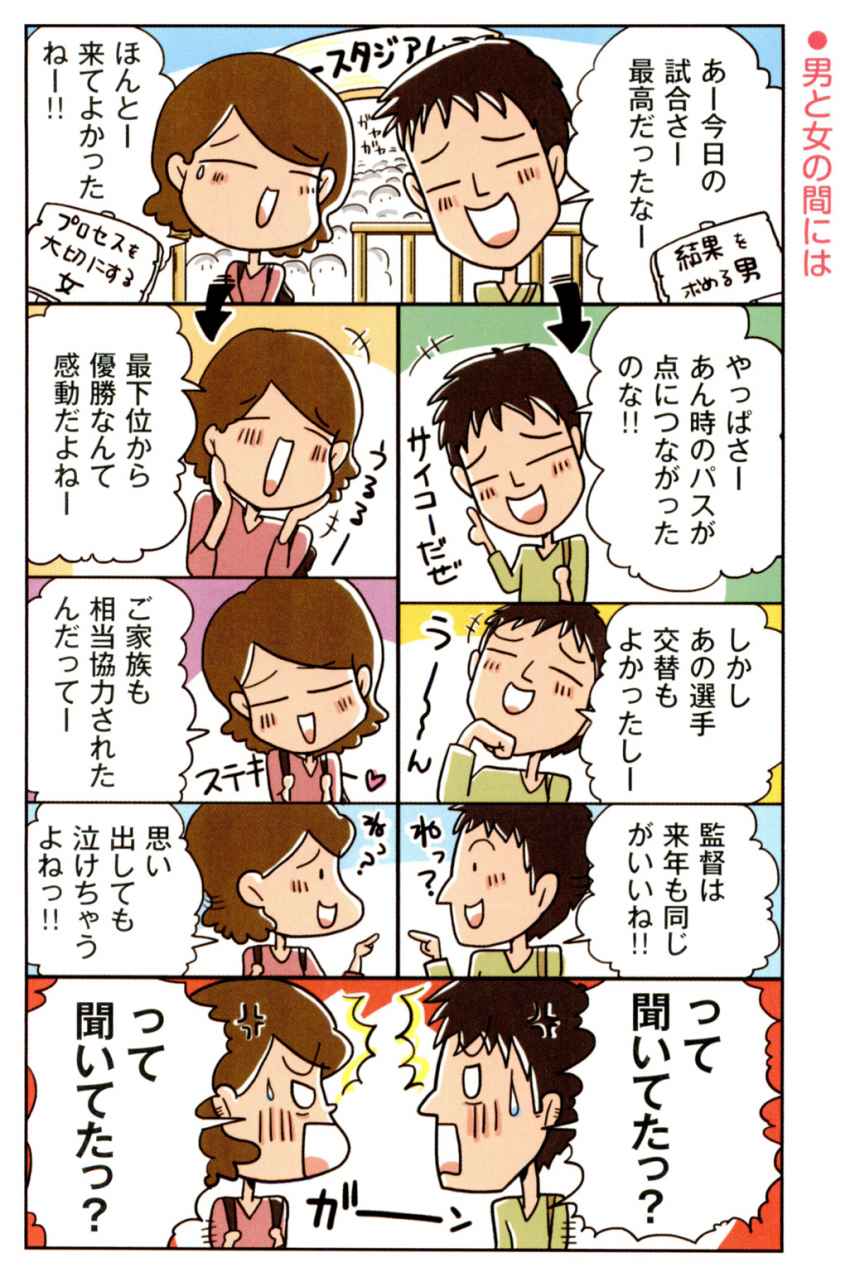 ●男と女の間には
ースタジアム
ガヤガヤ
ガヤ
あー今日の
試合さー
最高だったなー
結果を
求める男
ほんとー
来てよかった
ねー!!
プロセスを
大切にする
女
やっぱさー
あん時のパスが
点につながった
のな!!
サイコーだぜ
最下位から
優勝なんて
感動だよねー
うるるー
しかし
あの選手
交替も
よかったしー
うーーん
ご家族も
相当協力された
んだってー
ステキ
監督は
来年も同じ
がいいね!!
ねっ?
ねっ?
思い
出しても
泣けちゃう
よねっ!!
って
聞いてたっ?
って
聞いてたっ?
ガーン